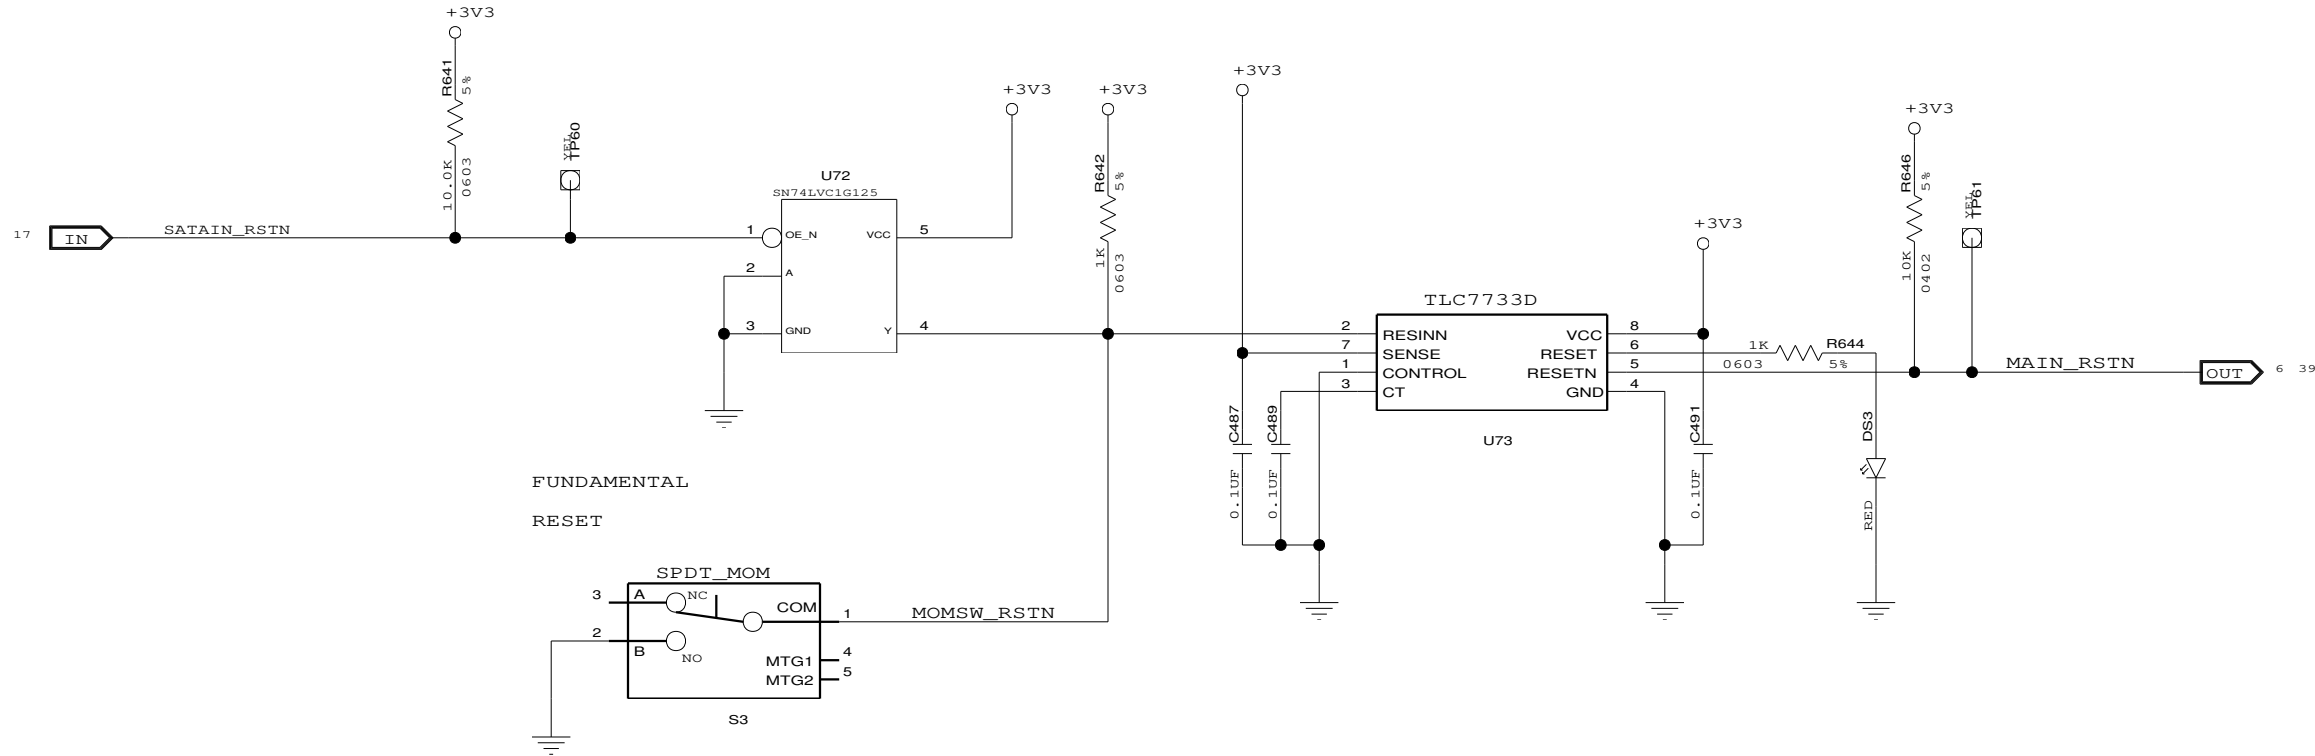 +3V3
R641
5%
10.0K
0603
YEL
TP60
17
IN
SATAIN_RSTN
U72
SN74LVC1G125
1
OE_N
VCC
5
2
A
3
GND
Y
4
+3V3
+3V3
R642
5%
1K
0603
+3V3
TLC7733D
2
RESINN
VCC
8
7
SENSE
RESET
6
1
CONTROL
RESETN
5
3
CT
GND
4
U73
C487
0.1UF
C489
0.1UF
C491
0.1UF
+3V3
1K
R644
0603
5%
+3V3
R646
5%
10K
0402
YEL
TP61
MAIN_RSTN
OUT
6 39
DS3
RED
FUNDAMENTAL
RESET
SPDT_MOM
3
A
NC
COM
1
MOMSW_RSTN
2
B
NO
MTG1
4
MTG2
5
S3